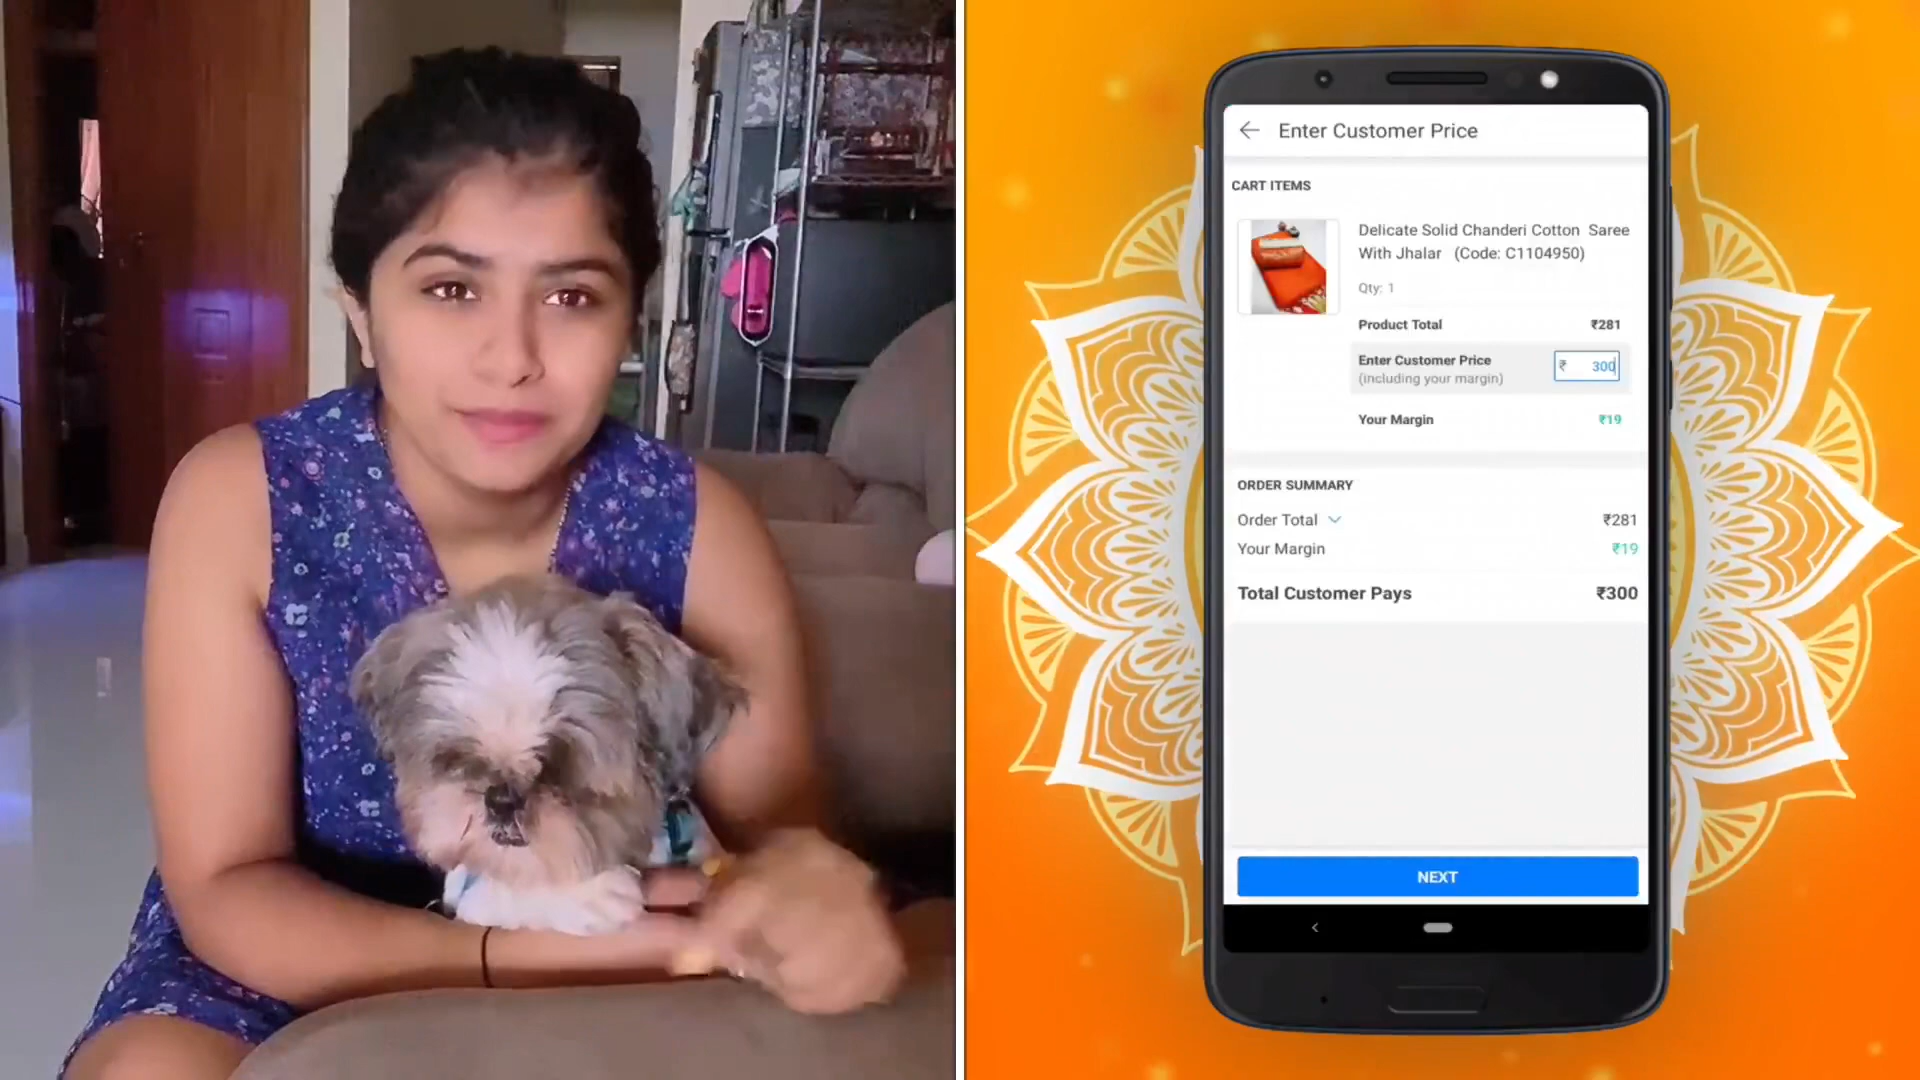 Enter Customer Price
CART ITEMS
Delicate Solid Chanderi Cotton Saree
With Jhalar (Code: C1104950)
Qty: 1
Product Total ₹281
Enter Customer Price ₹ 300
(including your margin)
Your Margin ₹19
ORDER SUMMARY
Order Total ₹281
Your Margin ₹19
Total Customer Pays ₹300
NEXT